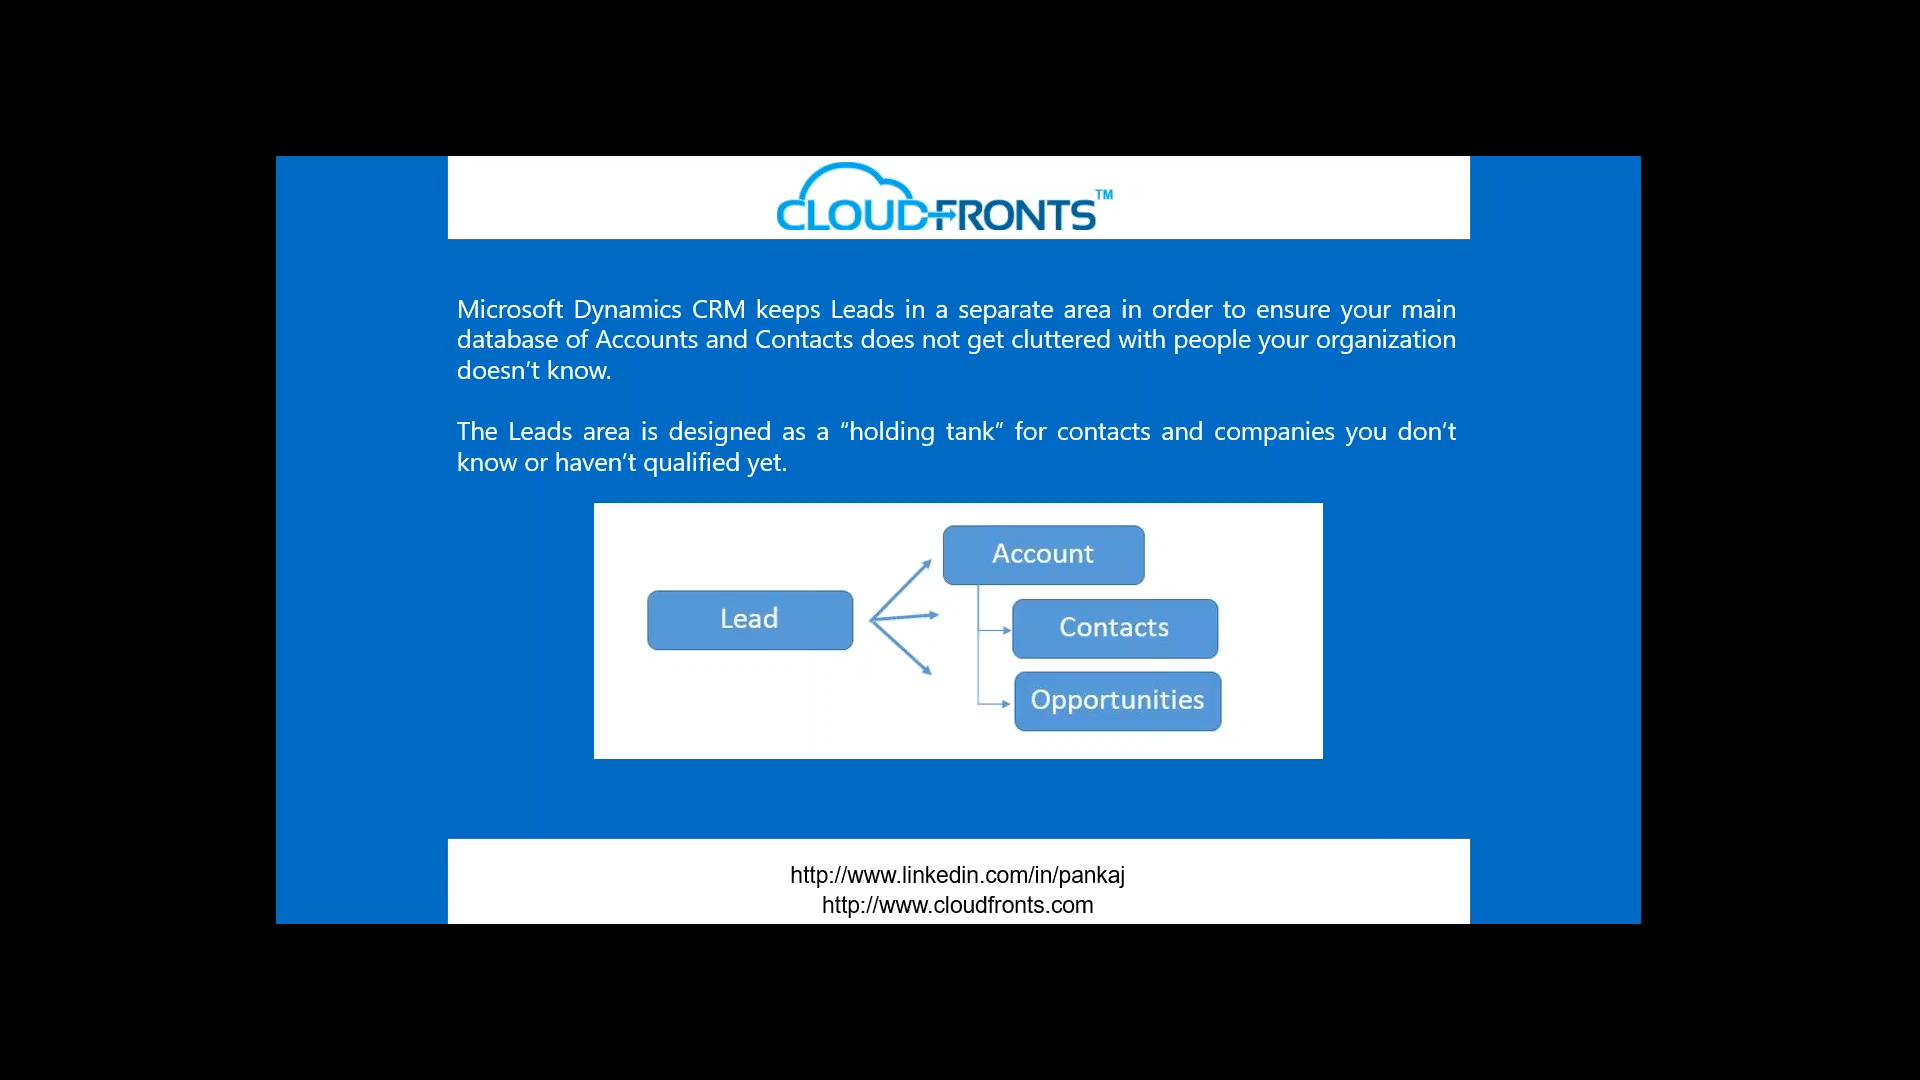 CLOUDFRONTS™
Microsoft Dynamics CRM keeps Leads in a separate area in order to ensure your main
database of Accounts and Contacts does not get cluttered with people your organization
doesn’t know.
The Leads area is designed as a “holding tank“ for contacts and companies you don’t
know or haven’t qualified yet.
Account
Lead
Contacts
Opportunities
http://www.linkedin.com/in/pankaj
http://www.cloudfronts.com